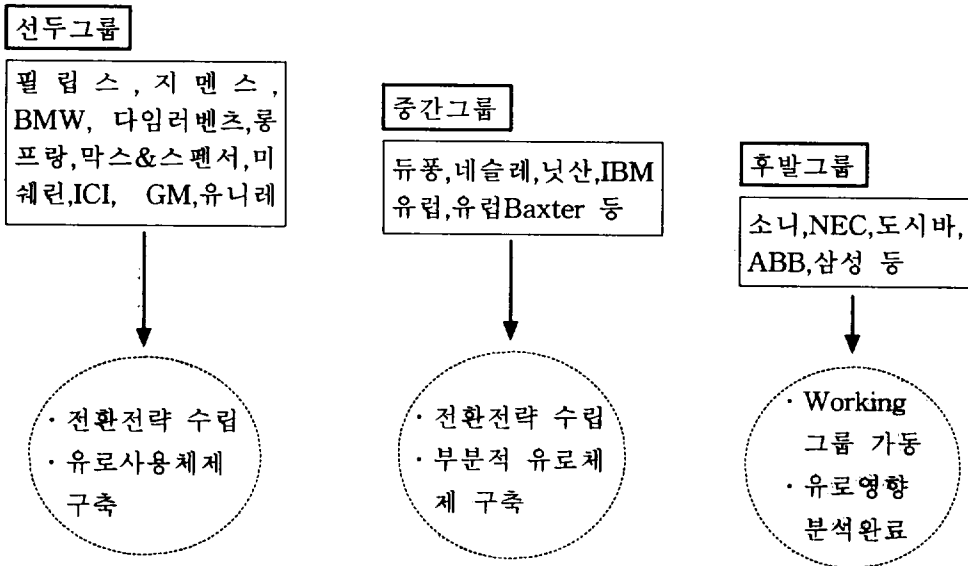 선두그룹
필립스,지멘스,
BMW, 다임러벤츠,롱
프랑,막스&스펜서,미
쉐린,ICI, GM,유니레
중간그룹
듀퐁,네슬레,닛산,IBM
유럽,유럽Baxter 등
후발그룹
소니,NEC,도시바,
ABB,삼성 등
· 전환전략 수립
· 유로사용체제
구축
· 전환전략 수립
· 부분적 유로체
제 구축
· Working
그룹 가동
· 유로영향
분석완료